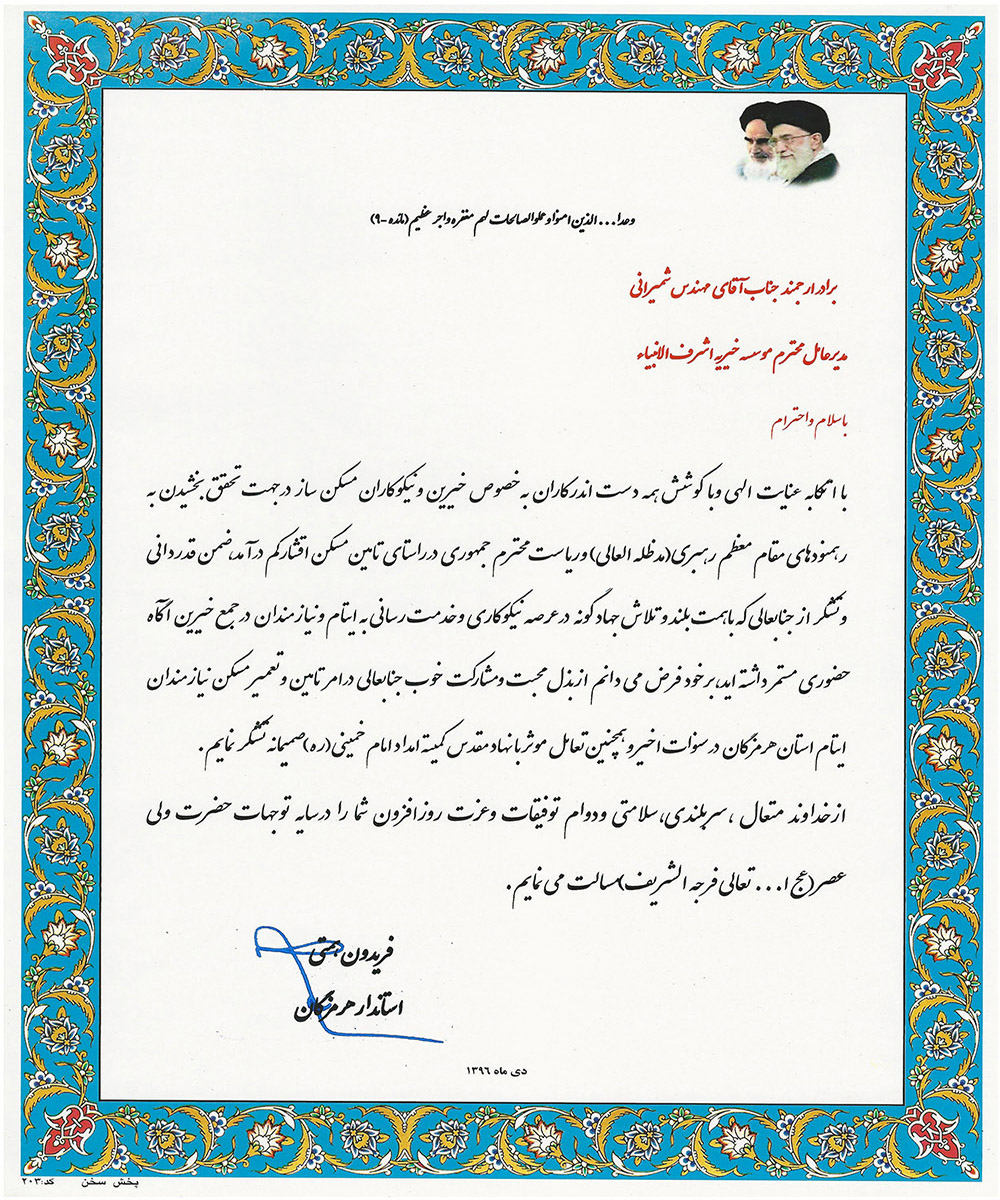 وعدا... الذین امنوا و عملوالصالحات لهم مغفره و اجر عظیم (مائده -۹)
برادر ارجمند جناب آقای مهندس شمیرانی
مدیرعامل محترم موسسه خیریه اشرف الانبیاء
باسلام و احترام
با اتکا به عنایت الهی و با کوشش همه دست اندرکاران به خصوص خیرین و نیکوکاران مسکن ساز در جهت تحقق بخشیدن به
رهنمودهای مقام معظم رهبری (مدظله العالی) و ریاست محترم جمهوری در راستای تامین مسکن اقشار کم درآمد، ضمن قدردانی
و تشکر از جنابعالی که با همت بلند و تلاش جهادگونه در عرصه نیکوکاری و خدمت رسانی به ایتام و نیازمندان در جمع خیرین آگاه
حضوری مستمر داشته اید، بر خود فرض می دانم از بذل محبت و مشارکت خوب جنابعالی در امر تامین و تعمیر مسکن نیازمندان
ایتام استان هرمزگان در سنوات اخیر و همچنین تعامل موثر با نهاد مقدس کمیته امداد امام خمینی (ره) صمیمانه تشکر نمایم.
از خداوند متعال ، سربلندی، سلامتی و دوام توفیقات و عزت روزافزون شما را در سایه توجهات حضرت ولی
عصر (عج ا... تعالی فرجه الشریف) مسالت می نمایم.
فریدون همتی
استاندار هرمزگان
دی ماه ۱۳۹۶
پخش سخن کد:۲۰۳